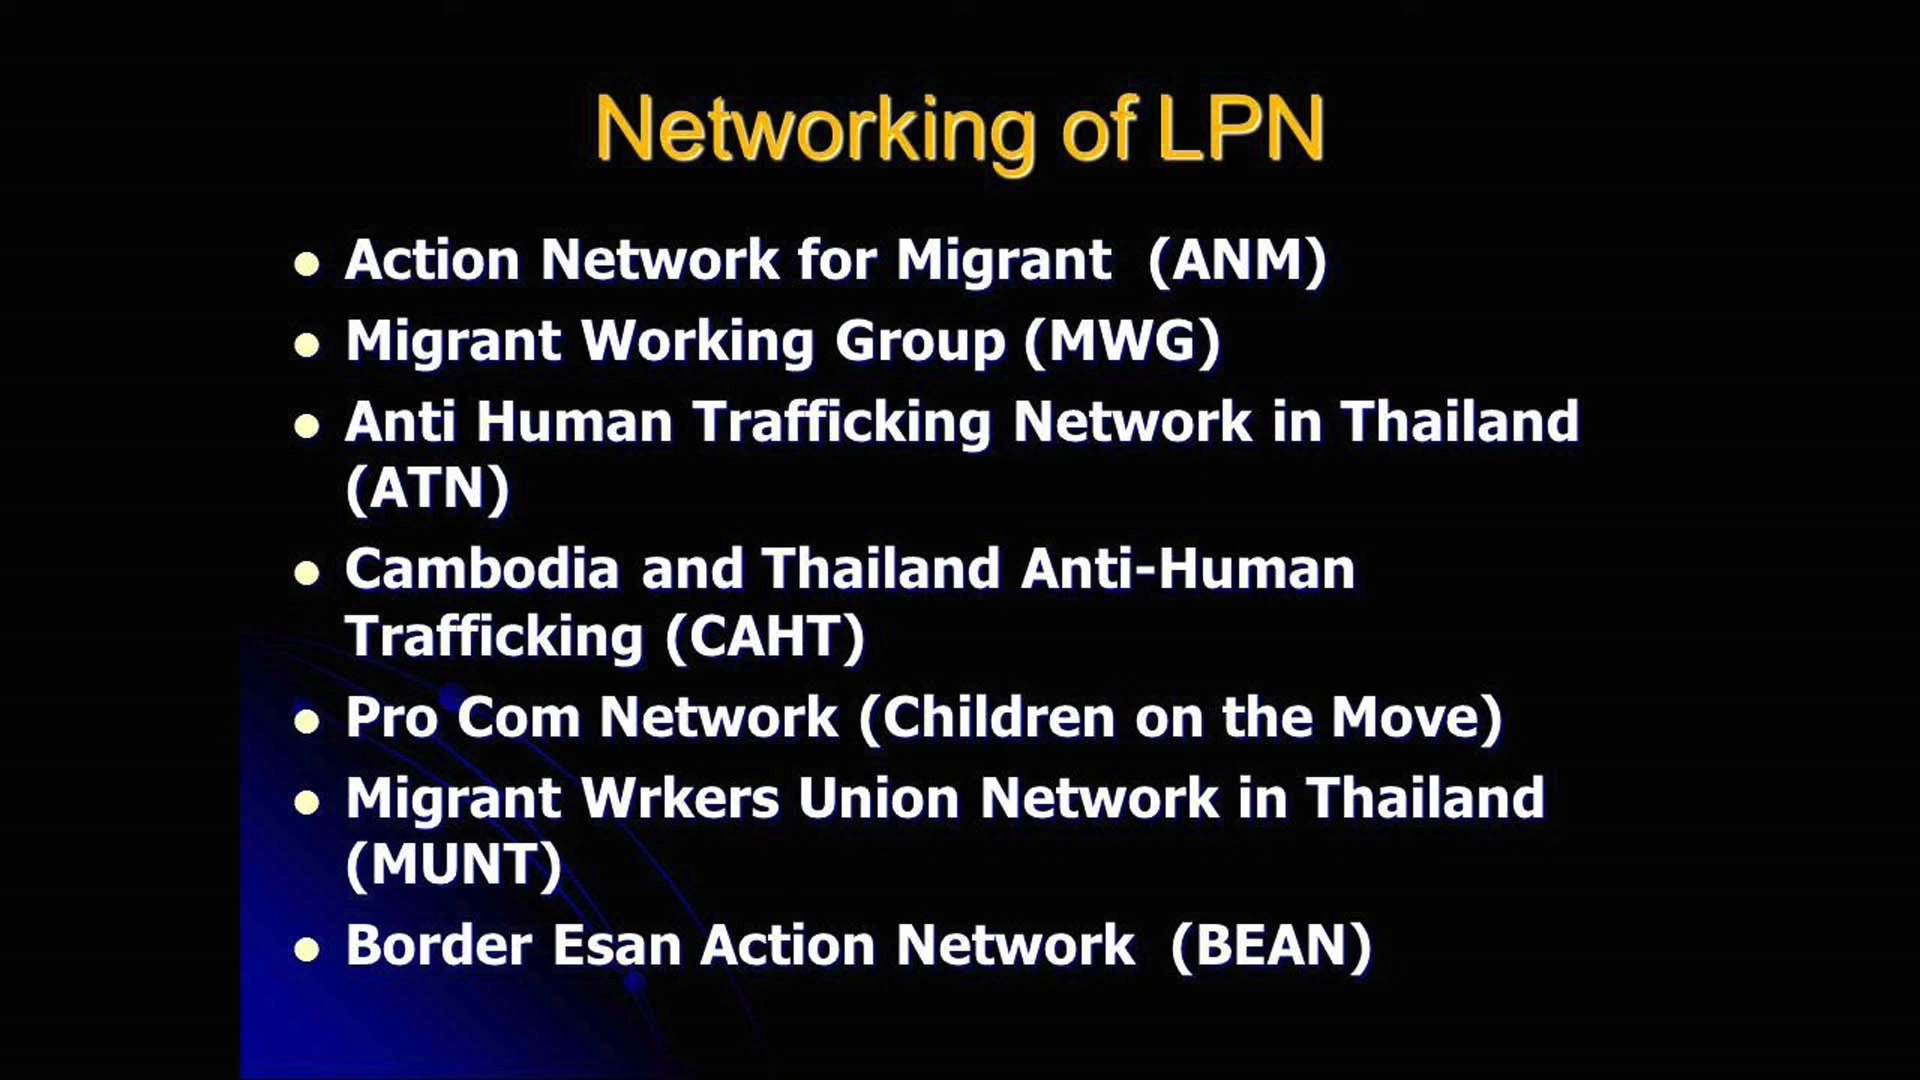 Networking of LPN
Action Network for Migrant (ANM)
Migrant Working Group (MWG)
Anti Human Trafficking Network in Thailand
(ATN)
Cambodia and Thailand Anti-Human
Trafficking (CAHT)
Pro Com Network (Children on the Move)
Migrant Wrkers Union Network in Thailand
(MUNT)
Border Esan Action Network (BEAN)